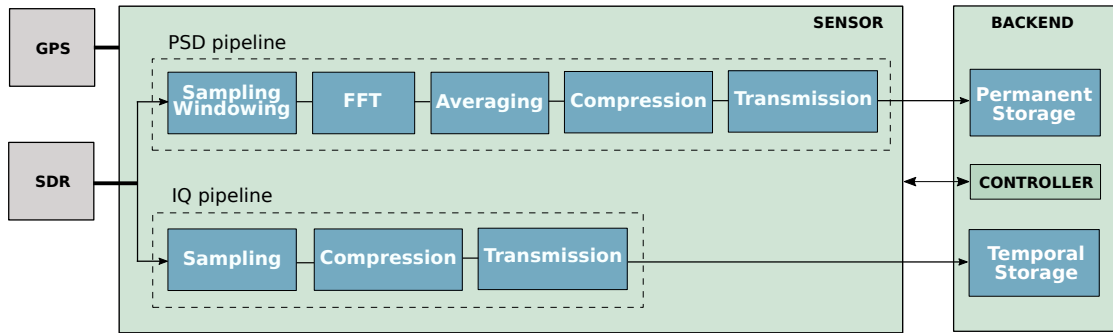 SENSOR
BACKEND
GPS
PSD pipeline
Sampling
Windowing
FFT
Averaging
Compression
Transmission
Permanent
Storage
SDR
CONTROLLER
IQ pipeline
Sampling
Compression
Transmission
Temporal
Storage